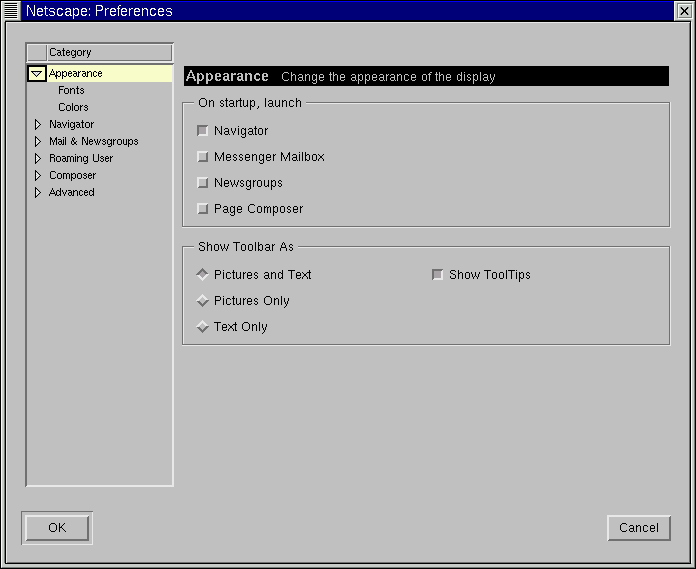 Netscape: Preferences
Category
Appearance
Fonts
Colors
Navigator
Mail & Newsgroups
Roaming User
Composer
Advanced
Appearance Change the appearance of the display
On startup, launch
Navigator
Messenger Mailbox
Newsgroups
Page Composer
Show Toolbar As
Pictures and Text Show ToolTips
Pictures Only
Text Only
OK Cancel